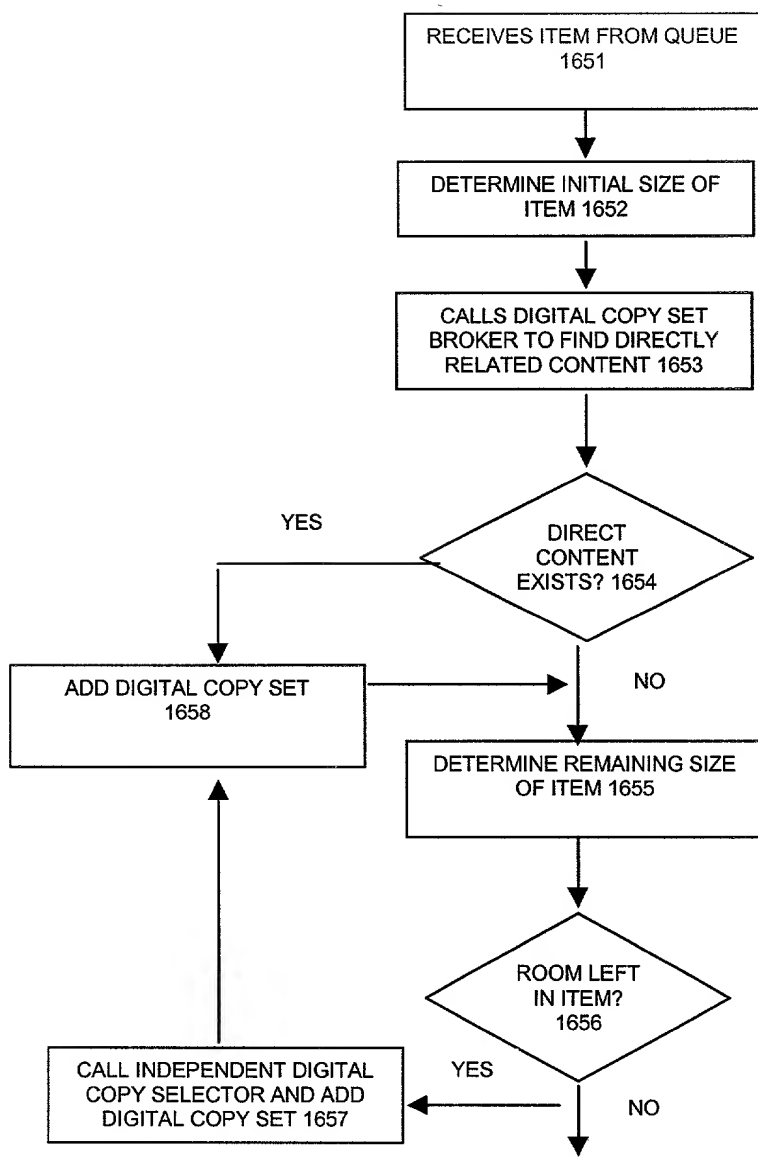 RECEIVES ITEM FROM QUEUE
1651
DETERMINE INITIAL SIZE OF
ITEM 1652
CALLS DIGITAL COPY SET
BROKER TO FIND DIRECTLY
RELATED CONTENT 1653
YES
DIRECT
CONTENT
EXISTS? 1654
ADD DIGITAL COPY SET
1658
NO
DETERMINE REMAINING SIZE
OF ITEM 1655
ROOM LEFT
IN ITEM?
1656
CALL INDEPENDENT DIGITAL
COPY SELECTOR AND ADD
DIGITAL COPY SET 1657
YES
NO